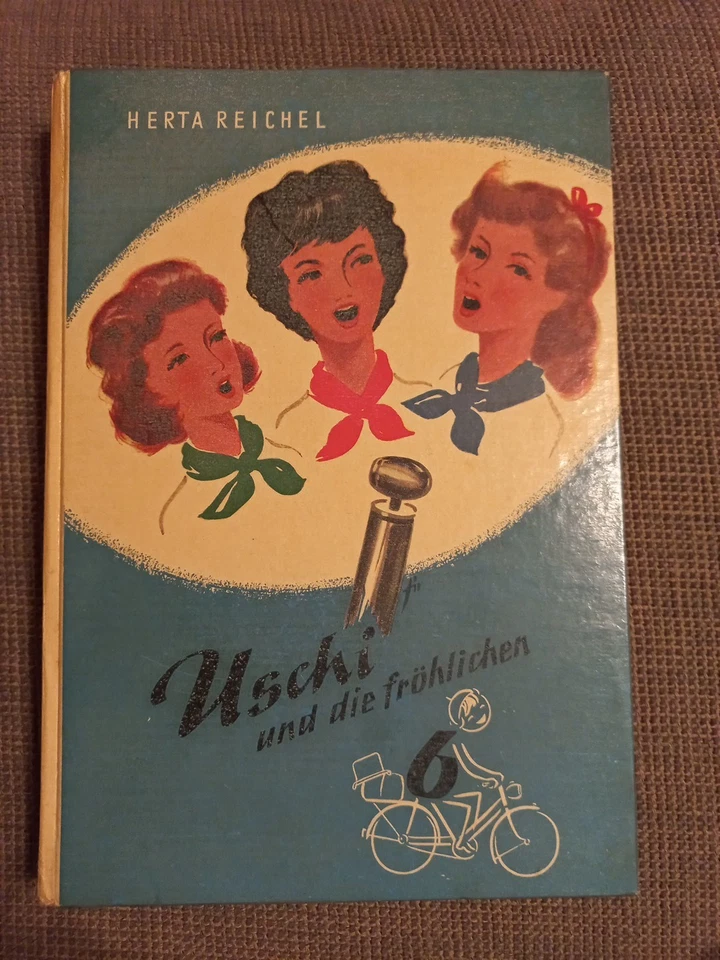 HERTA REICHEL
Uschi
und die fröhlichen
6